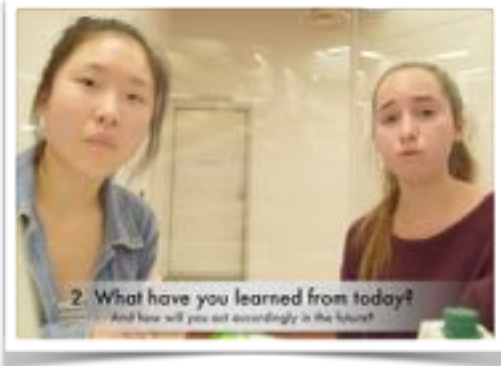 2. What have you learned from today?
And how will you act accordingly in the future?